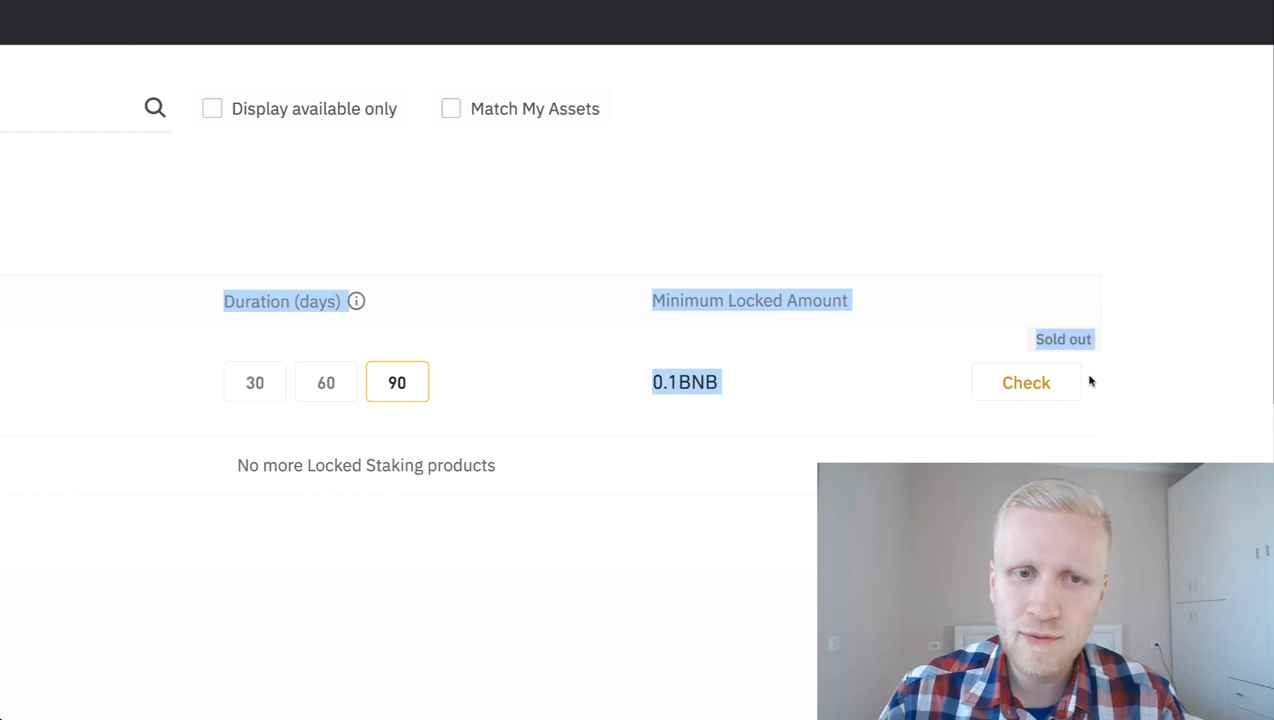 Display available only Match My Assets
Duration (days) Minimum Locked Amount
Sold out
30 60 90 0.1BNB Check
No more Locked Staking products